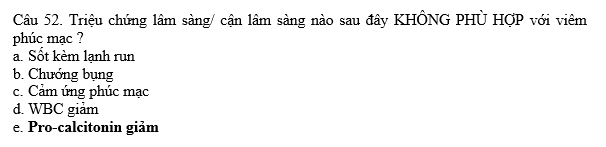 Câu 52. Triệu chứng lâm sàng/ cận lâm sàng nào sau đây KHÔNG PHÙ HỢP với viêm
phúc mạc ?
a. Sốt kèm lạnh run
b. Chướng bụng
c. Cảm ứng phúc mạc
d. WBC giảm
e. Pro-calcitonin giảm